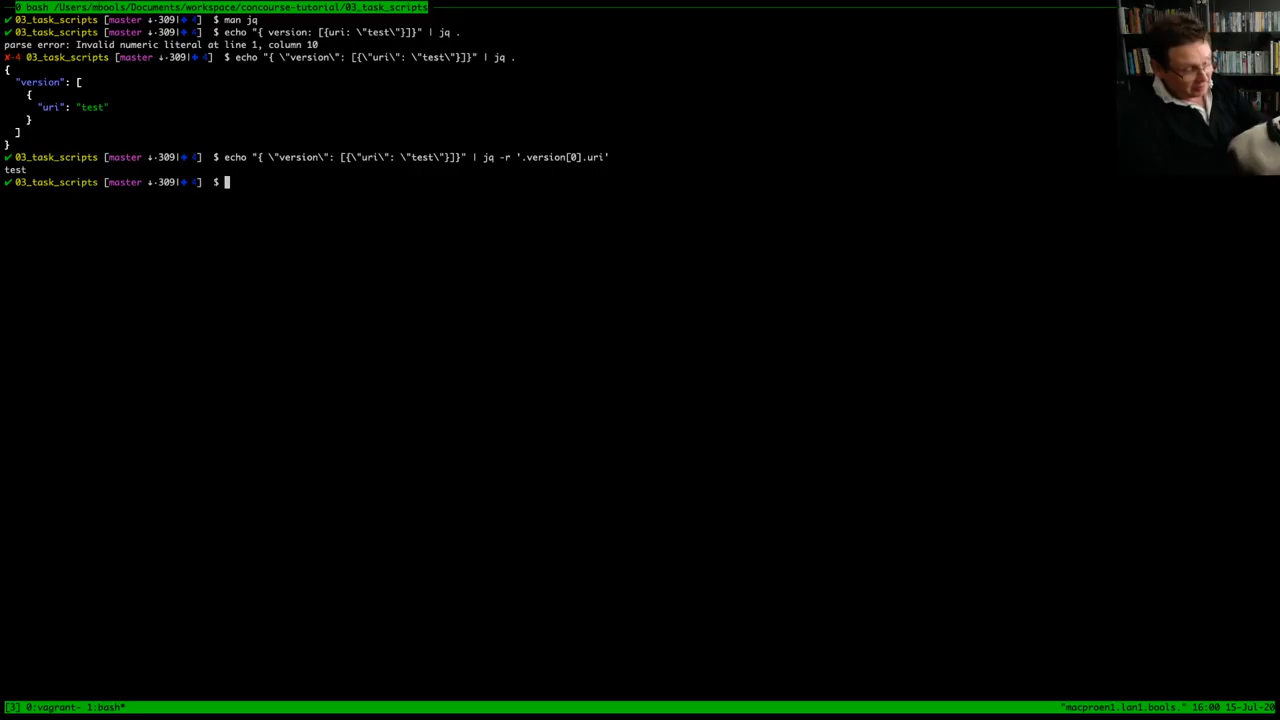 0 bash /Users/mbools/Documents/workspace/concourse-tutorial/03_task_scripts
✔ 03_task_scripts [master ↓·309|✚ 4]  $ man jq
✔ 03_task_scripts [master ↓·309|✚ 4]  $ echo "{ version: [{uri: \"test\"}]}" | jq .
parse error: Invalid numeric literal at line 1, column 10
✘-4 03_task_scripts [master ↓·309|✚ 4]  $ echo "{ \"version\": [{\"uri\": \"test\"}]}" | jq .
{
  "version": [
    {
      "uri": "test"
    }
  ]
}
✔ 03_task_scripts [master ↓·309|✚ 4]  $ echo "{ \"version\": [{\"uri\": \"test\"}]}" | jq -r '.version[0].uri'
test
✔ 03_task_scripts [master ↓·309|✚ 4]  $
[3] 0:vagrant- 1:bash* "macproen1.lan1.bools." 16:00 15-Jul-20